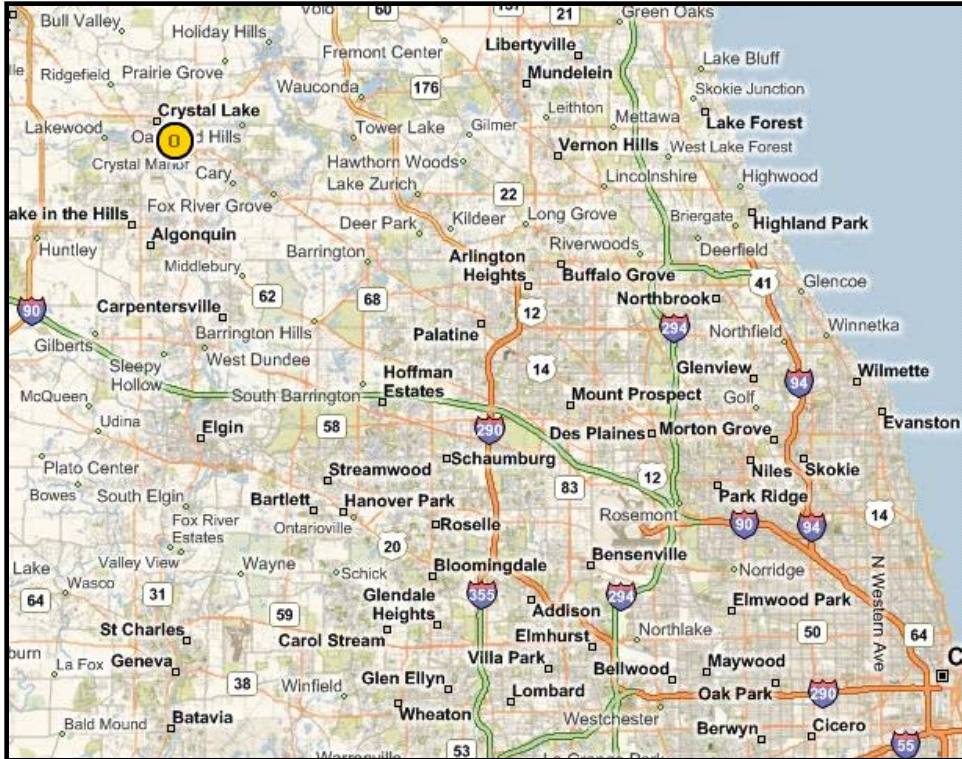 60
21
Green Oaks
Bull Valley
Holiday Hills
Fremont Center
Libertyville
Lake Bluff
Ridgefield
Prairie Grove
Mundelein
Wauconda
176
Skokie Junction
Crystal Lake
Leithton
Mettawa
Lake Forest
Lakewood
O
Hills
Tower Lake
Gilmer
Vernon Hills
West Lake Forest
Crystal Manor
Hawthorn Woods
Cary
Lake Zurich
Lincolnshire
Highwood
22
Fox River Grove
ake in the Hills
Deer Park
Kildeer
Long Grove
Briergate
Highland Park
Algonquin
Huntley
Barrington
Arlington
Heights
Riverwoods
Deerfield
Middlebury
Buffalo Grove
41
Glencoe
62
68
Carpentersville
Northbrook
90
12
294
Barrington Hills
Palatine
Northfield
Winnetka
Gilberts
Sleepy
Hollow
West Dundee
14
Hoffman
Estates
Glenview
94
Wilmette
McQueen
South Barrington
Mount Prospect
Golf
Evanston
Udina
Elgin
58
290
Des Plaines
Morton Grove
Plato Center
Streamwood
Schaumburg
Niles
Skokie
Bowes
South Elgin
Bartlett
Hanover Park
83
12
Park Ridge
Ontarioville
Roselle
Rosemont
90
94
14
Fox River
Estates
20
Valley View
Wayne
Schick
Bloomingdale
Bensenville
Norridge
N Western Ave
Lake
Wasco
64
31
59
Glendale
Heights
355
Addison
294
Elmwood Park
St Charles
Carol Stream
Elmhurst
Northlake
50
64
burn
La Fox
Geneva
Villa Park
Bellwood
Maywood
C
38
Winfield
Glen Ellyn
Lombard
Oak Park
290
Bald Mound
Batavia
Wheaton
Westchester
Berwyn
Cicero
53
55